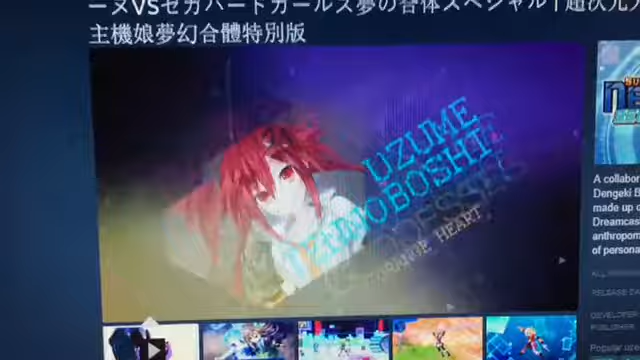 ーヌVSセガハードガールズ夢の合体スペシャル | 超次元
主機娘夢幻合體特別版
UZUME
TENNOBOSHI
ORANGE HEART
A collabor
Dengeki B
made up o
Dreamcas
anthropom
of persona
RELEASE DA
DEVELOPER
PUBLISHER
Popular use